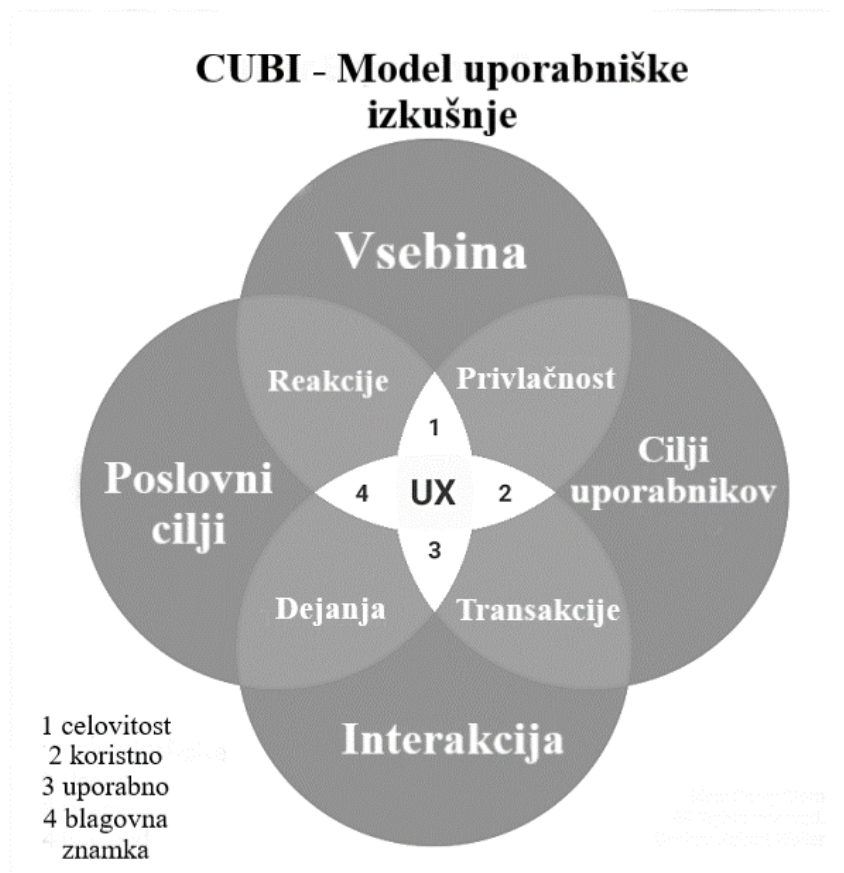 CUBI - Model uporabniške
izkušnje
Vsebina
Reakcije
Privlačnost
1
Poslovni
cilji
4
UX
2
Cilji
uporabnikov
3
Dejanja
Transakcije
Interakcija
1 celovitost
2 koristno
3 uporabno
4 blagovna
znamka